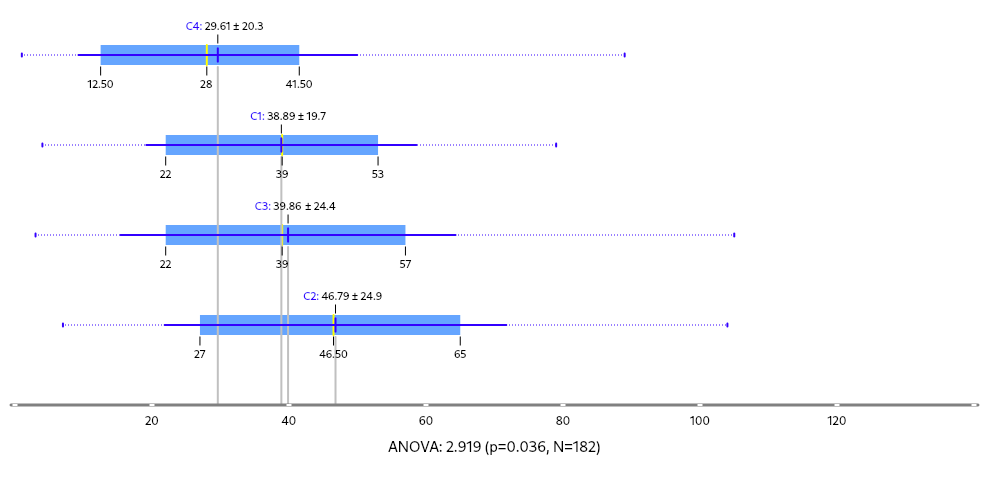 C4: 29.61 ± 20.3
12.50 28 41.50
C1: 38.89 ± 19.7
22 39 53
C3: 39.86 ± 24.4
22 39 57
C2: 46.79 ± 24.9
27 46.50 65
20 40 60 80 100 120
ANOVA: 2.919 (p=0.036, N=182)